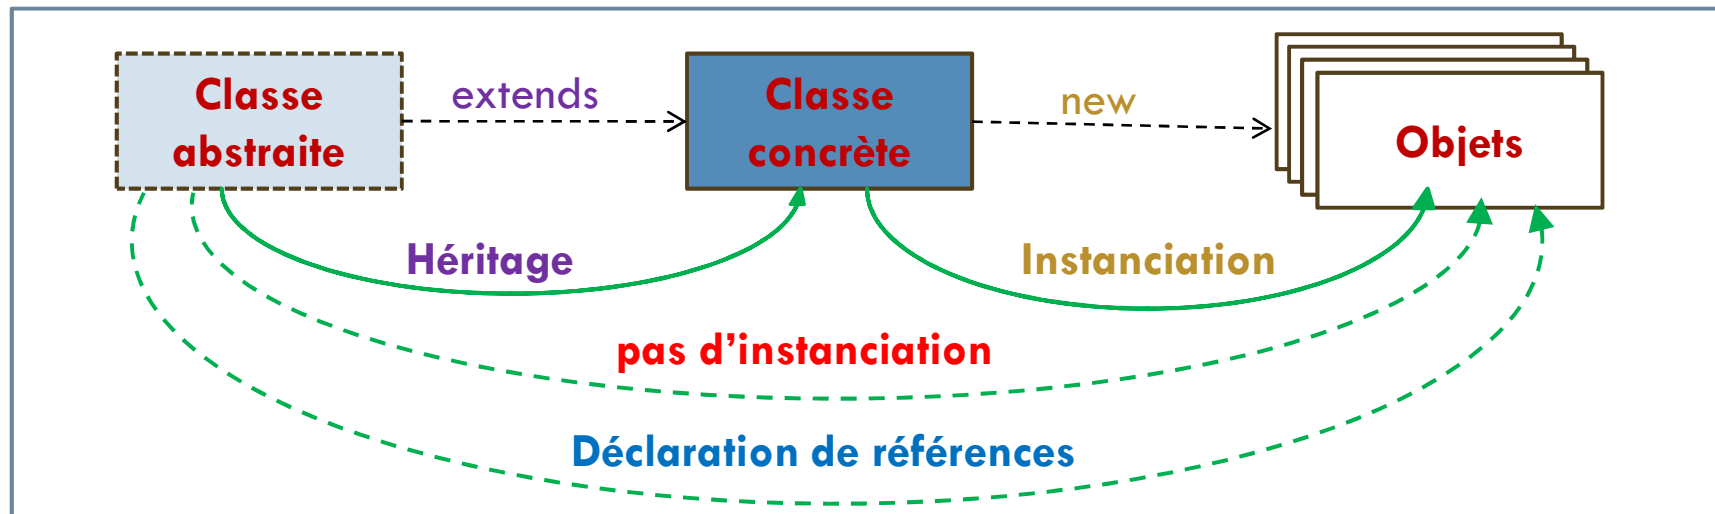 Classe
abstraite
extends
Classe
concrète
new
Objets
Héritage
Instanciation
pas d’instanciation
Déclaration de références